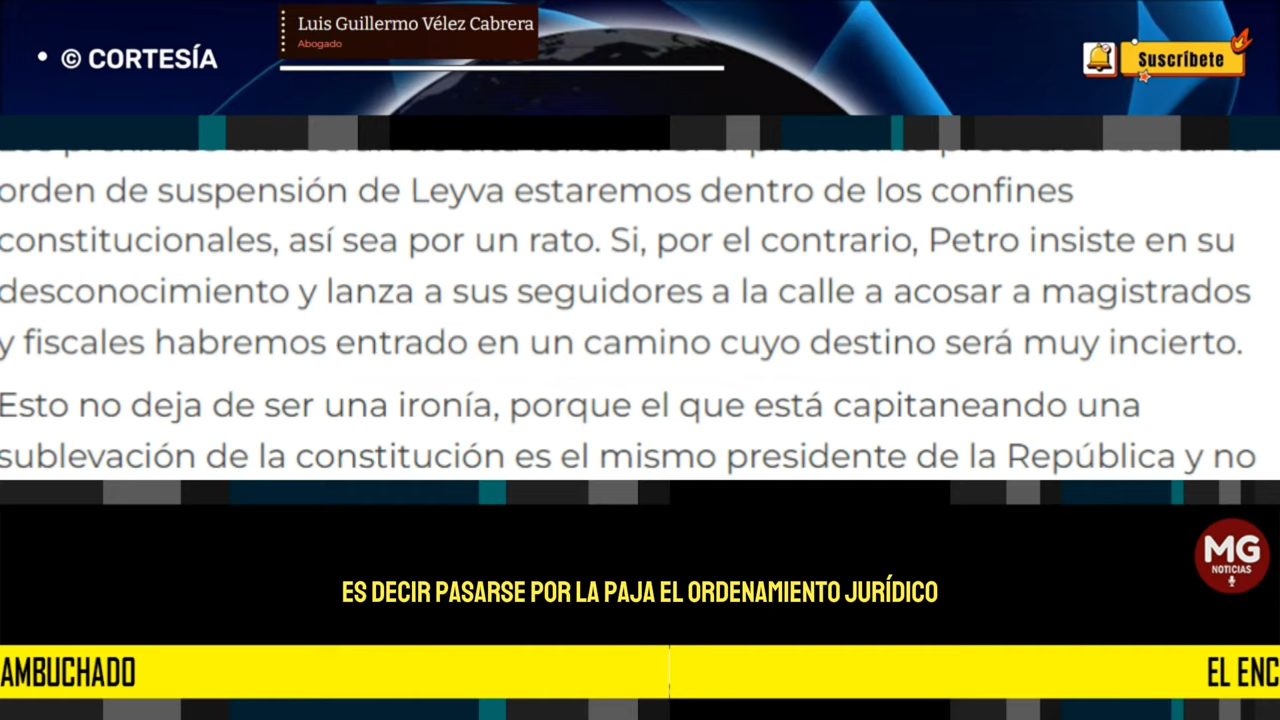 Luis Guillermo Vélez Cabrera
Abogado
• © CORTESÍA
Suscríbete
orden de suspensión de Leyva estaremos dentro de los confines
constitucionales, así sea por un rato. Si, por el contrario, Petro insiste en su
desconocimiento y lanza a sus seguidores a la calle a acosar a magistrados
y fiscales habremos entrado en un camino cuyo destino será muy incierto.
Esto no deja de ser una ironía, porque el que está capitaneando una
sublevación de la constitución es el mismo presidente de la República y no
MG
NOTICIAS
ES DECIR PASARSE POR LA PAJA EL ORDENAMIENTO JURÍDICO
AMBUCHADO
EL ENC